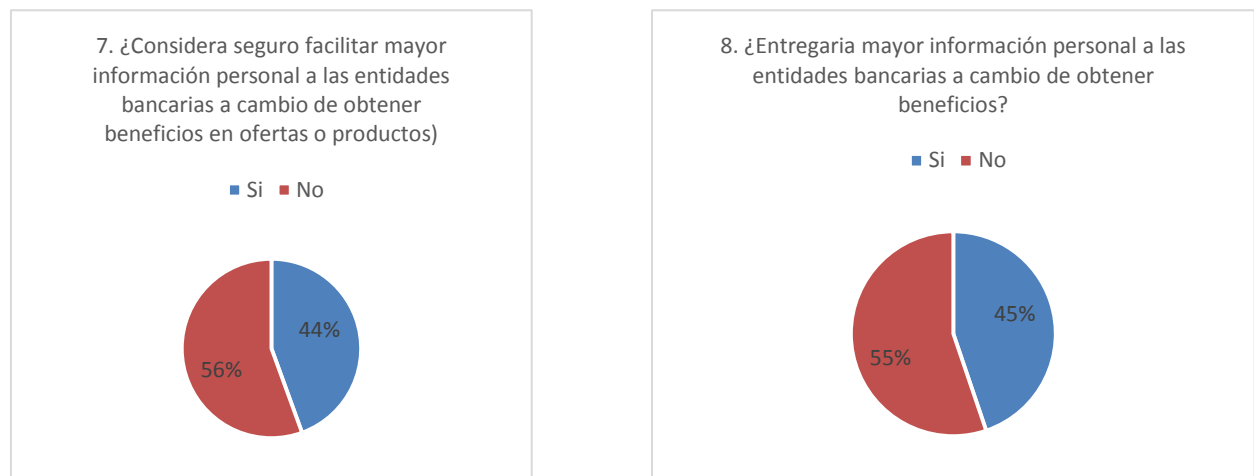 7. ¿Considera seguro facilitar mayor
información personal a las entidades
bancarias a cambio de obtener
beneficios en ofertas o productos)
Si No
44%
56%
8. ¿Entregaria mayor información personal a las
entidades bancarias a cambio de obtener
beneficios?
Si No
45%
55%